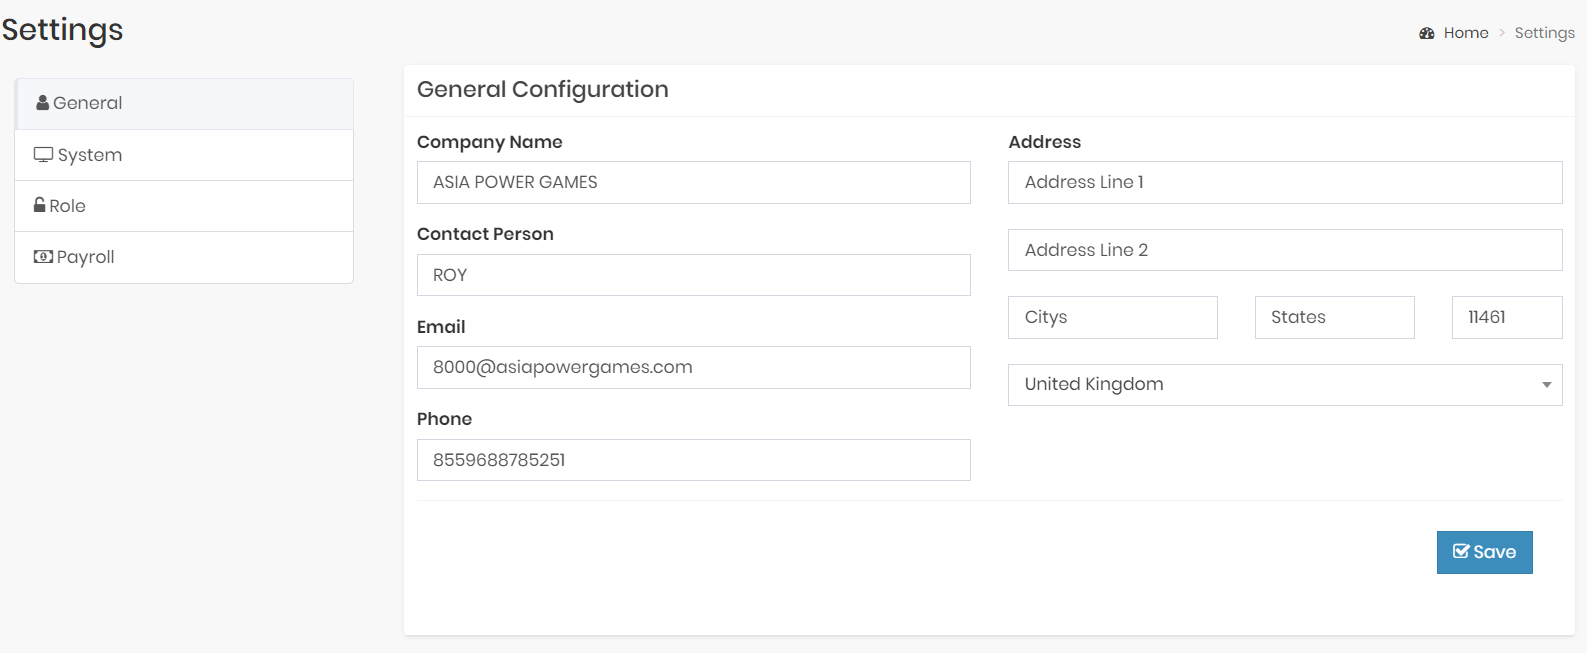 Settings
Home > Settings
General
System
Role
Payroll
General Configuration
Company Name
ASIA POWER GAMES
Contact Person
ROY
Email
8000@asiapowergames.com
Phone
8559688785251
Address
Address Line 1
Address Line 2
Citys States 11461
United Kingdom
Save